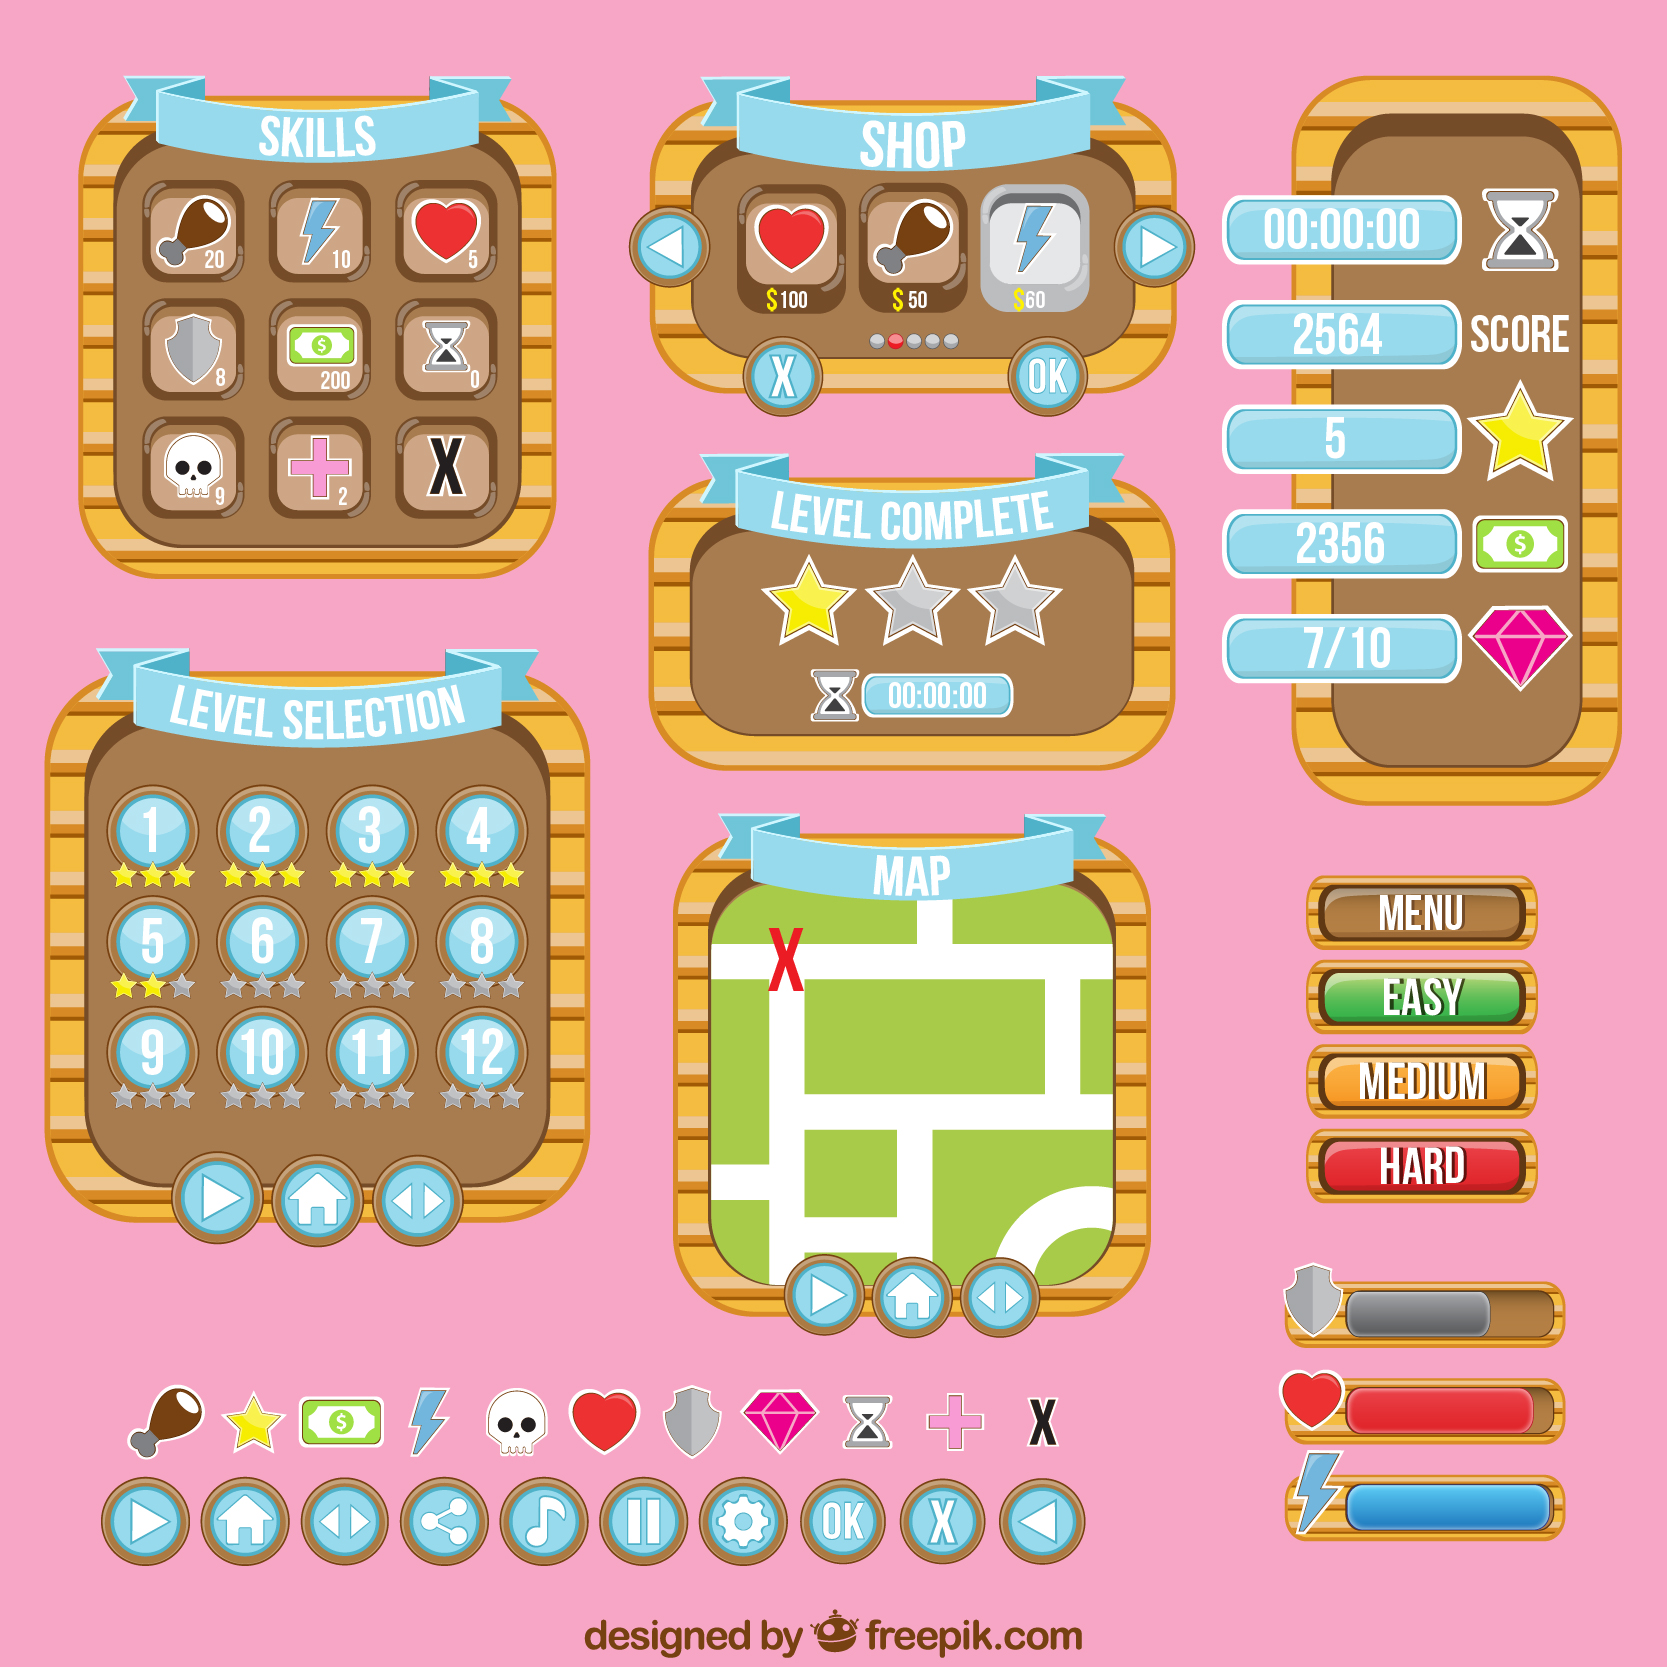 SKILLS
20
10
5
8
$
200
0
9
2
X
SHOP
$100
$50
$60
X
OK
00:00:00
2564 SCORE
5
2356 $
7/10
LEVEL COMPLETE
00:00:00
LEVEL SELECTION
1 2 3 4
5 6 7 8
9 10 11 12
MAP
X
MENU
EASY
MEDIUM
HARD
$
X
OK
X
designed by freepik.com